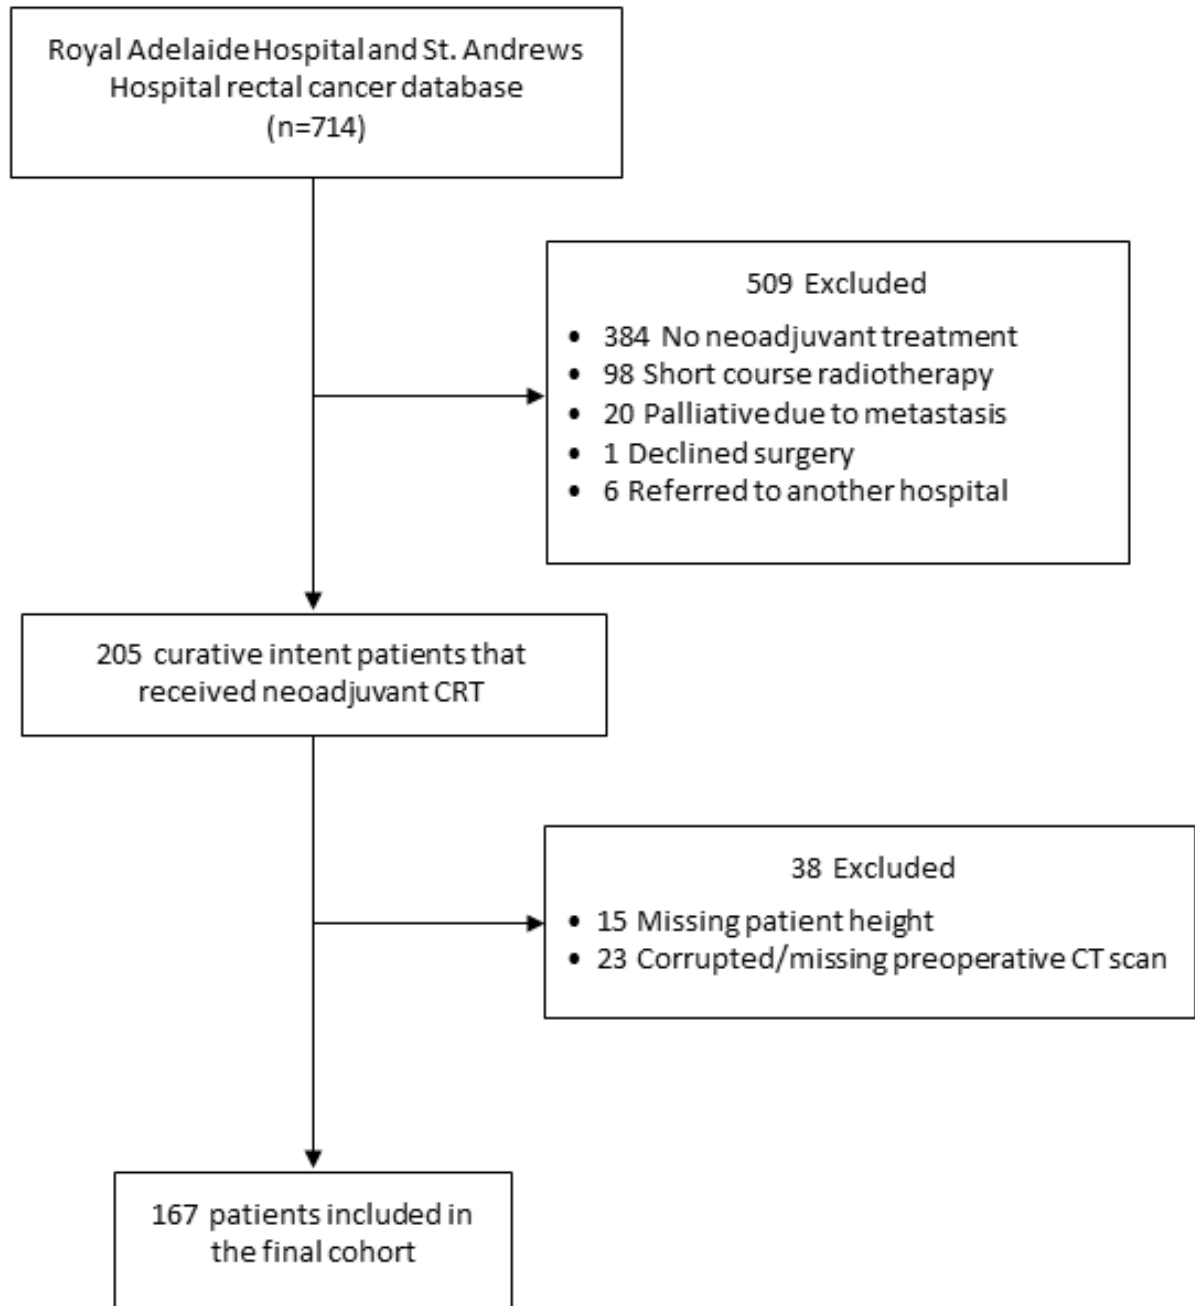 Royal Adelaide Hospital and St. Andrews
Hospital rectal cancer database
(n=714)
509 Excluded
• 384 No neoadjuvant treatment
• 98 Short course radiotherapy
• 20 Palliative due to metastasis
• 1 Declined surgery
• 6 Referred to another hospital
205 curative intent patients that
received neoadjuvant CRT
38 Excluded
• 15 Missing patient height
• 23 Corrupted/missing preoperative CT scan
167 patients included in
the final cohort